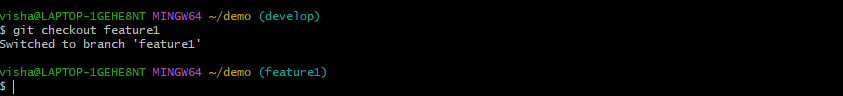 visha@LAPTOP-1GEHE8NT MINGW64 ~/demo (develop)
$ git checkout feature1
Switched to branch 'feature1'
visha@LAPTOP-1GEHE8NT MINGW64 ~/demo (feature1)
$